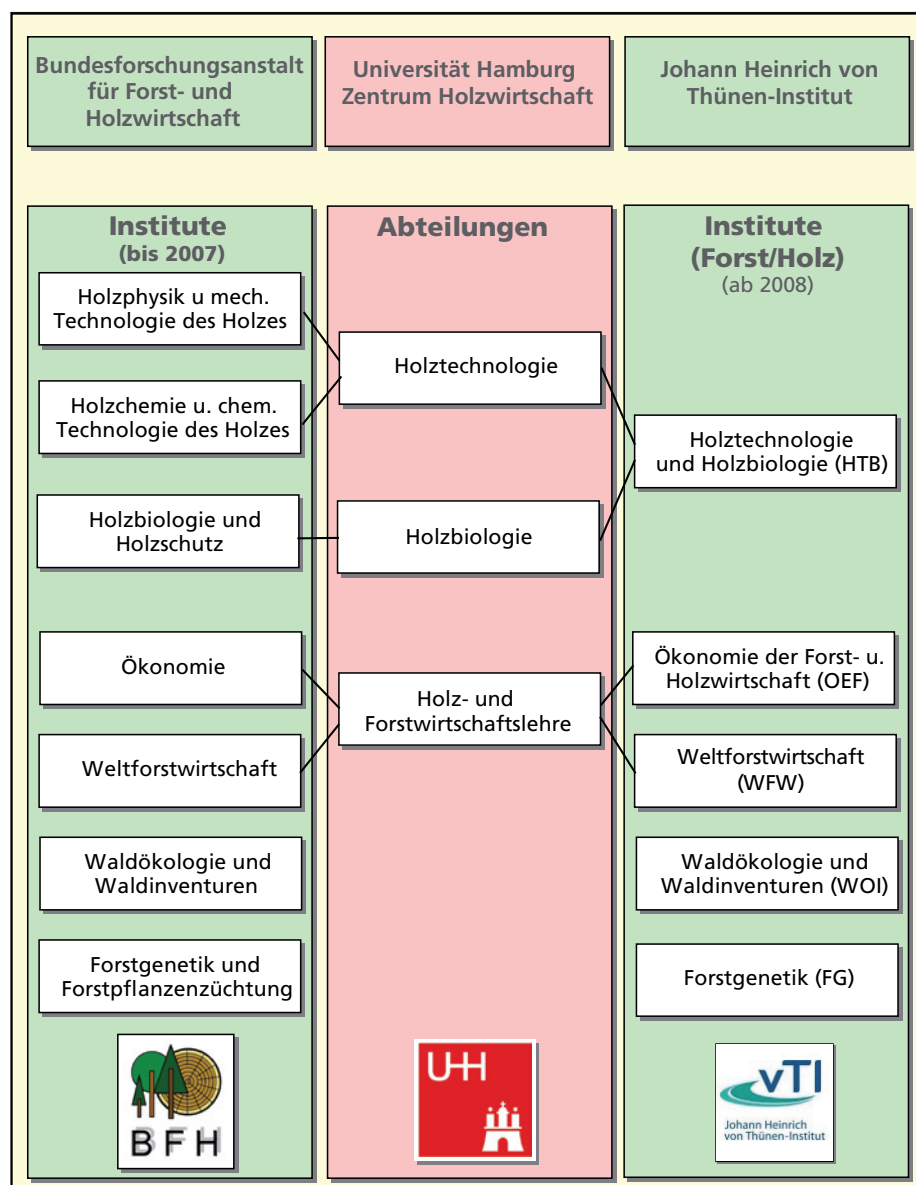 Bundesforschungsanstalt
für Forst- und
Holzwirtschaft
Universität Hamburg
Zentrum Holzwirtschaft
Johann Heinrich von
Thünen-Institut
Institute
(bis 2007)
Holzphysik u mech.
Technologie des Holzes
Holzchemie u. chem.
Technologie des Holzes
Holzbiologie und
Holzschutz
Ökonomie
Weltforstwirtschaft
Waldökologie und
Waldinventuren
Forstgenetik und
Forstpflanzenzüchtung
BFH
Abteilungen
Holztechnologie
Holzbiologie
Holz- und
Forstwirtschaftslehre
UHH
Institute
(Forst/Holz)
(ab 2008)
Holztechnologie
und Holzbiologie (HTB)
Ökonomie der Forst- u.
Holzwirtschaft (OEF)
Weltforstwirtschaft
(WFW)
Waldökologie und
Waldinventuren (WOI)
Forstgenetik (FG)
vTI
Johann Heinrich
von Thünen-Institut